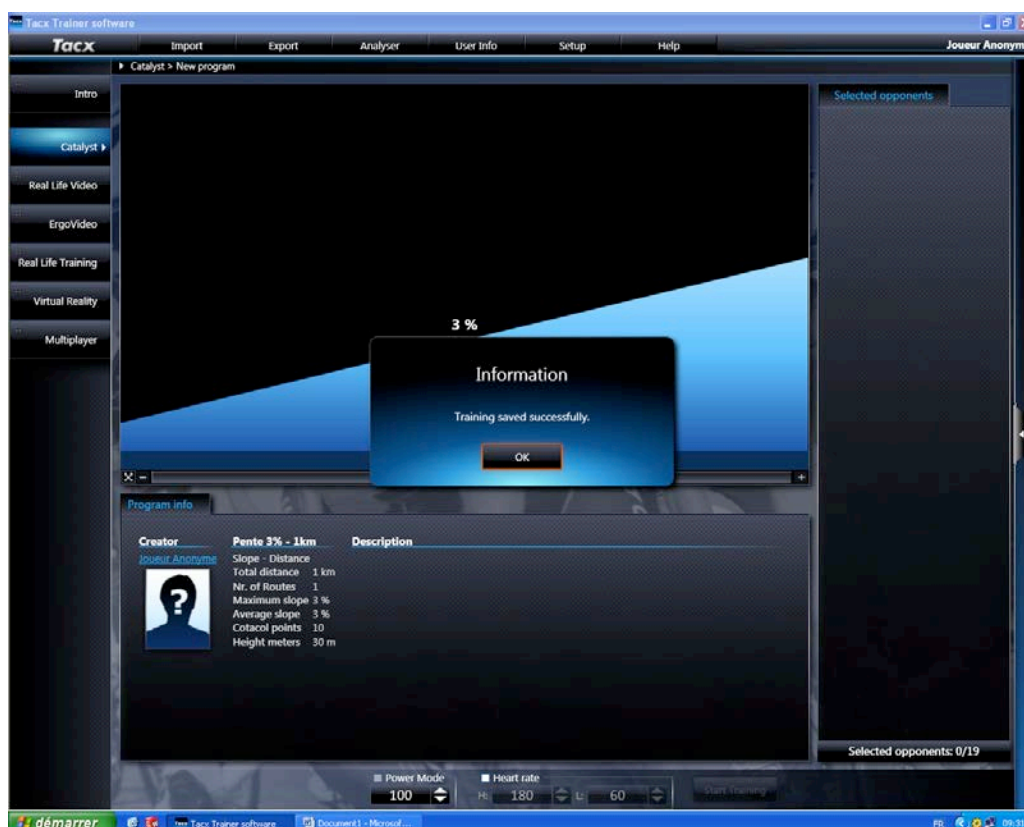 Tacx Trainer software
Tacx Import Export Analyser User Info Setup Help Joueur Anonym
Catalyst > New program
Intro
Catalyst
Real Life Video
ErgoVideo
Real Life Training
Virtual Reality
Multiplayer
Selected opponents
3 %
Information
Training saved successfully.
OK
Program info
Creator
Joueur Anonyme
?
Pente 3% - 1km
Slope - Distance
Total distance 1 km
Nr. of Routes 1
Maximum slope 3 %
Average slope 3 %
Cotacol points 10
Height meters 30 m
Description
Selected opponents: 0/19
Power Mode
100
Heart rate
H: 180 L: 60
Start Training
démarrer Tacx Trainer software Document1 - Microsof... FR 09:31